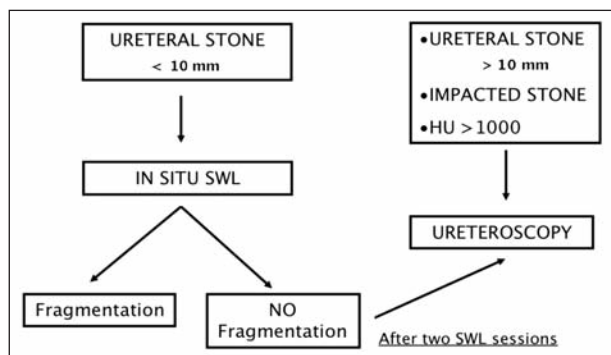 URETERAL STONE
< 10 mm
•URETERAL STONE
> 10 mm
•IMPACTED STONE
•HU >1000
IN SITU SWL
URETEROSCOPY
Fragmentation
NO
Fragmentation
After two SWL sessions